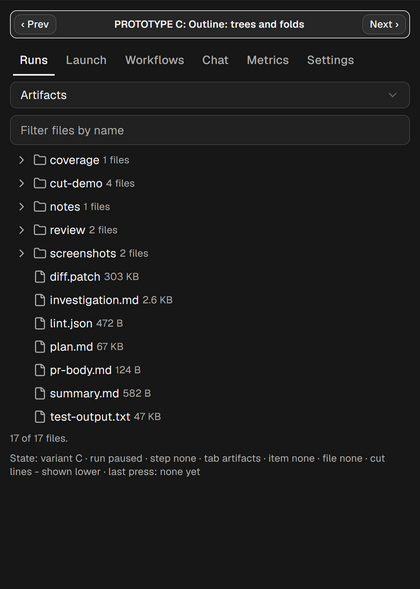 ‹ Prev PROTOTYPE C: Outline: trees and folds Next ›
Runs Launch Workflows Chat Metrics Settings
Artifacts
Filter files by name
coverage 1 files
cut-demo 4 files
notes 1 files
review 2 files
screenshots 2 files
diff.patch 303 KB
investigation.md 2.6 KB
lint.json 472 B
plan.md 67 KB
pr-body.md 124 B
summary.md 582 B
test-output.txt 47 KB
17 of 17 files.
State: variant C · run paused · step none · tab artifacts · item none · file none · cut
lines - shown lower · last press: none yet